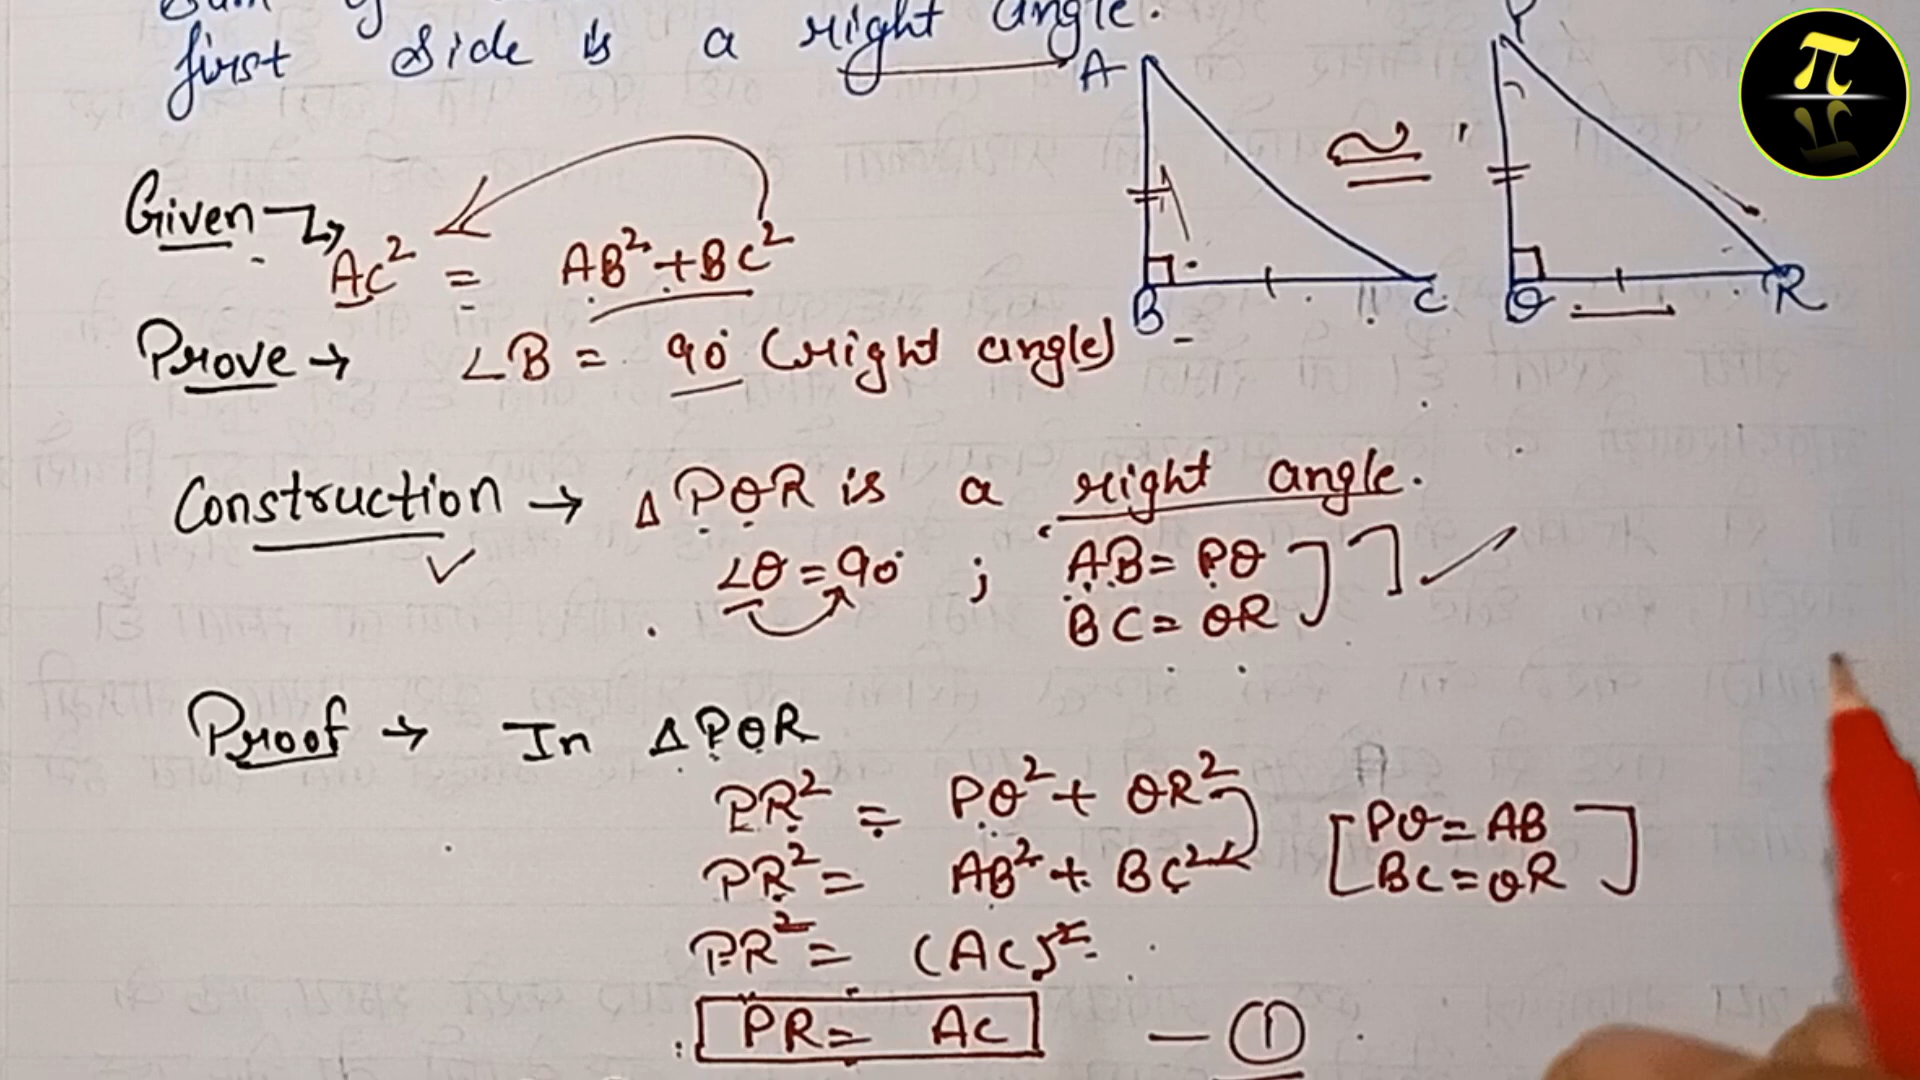 first side is a right angle.
A
P
Given →
AC² = AB² + BC²
B
C
Q
R
≅
Prove → ∠B = 90° (right angle)
Construction → △PQR is a right angle.
∠Q = 90° ; AB = PQ
BC = QR
Proof → In △PQR
PR² = PQ² + QR²
[PQ = AB
PR² = AB² + BC²
BC = QR]
PR² = (AC)²
PR = AC — ①
π